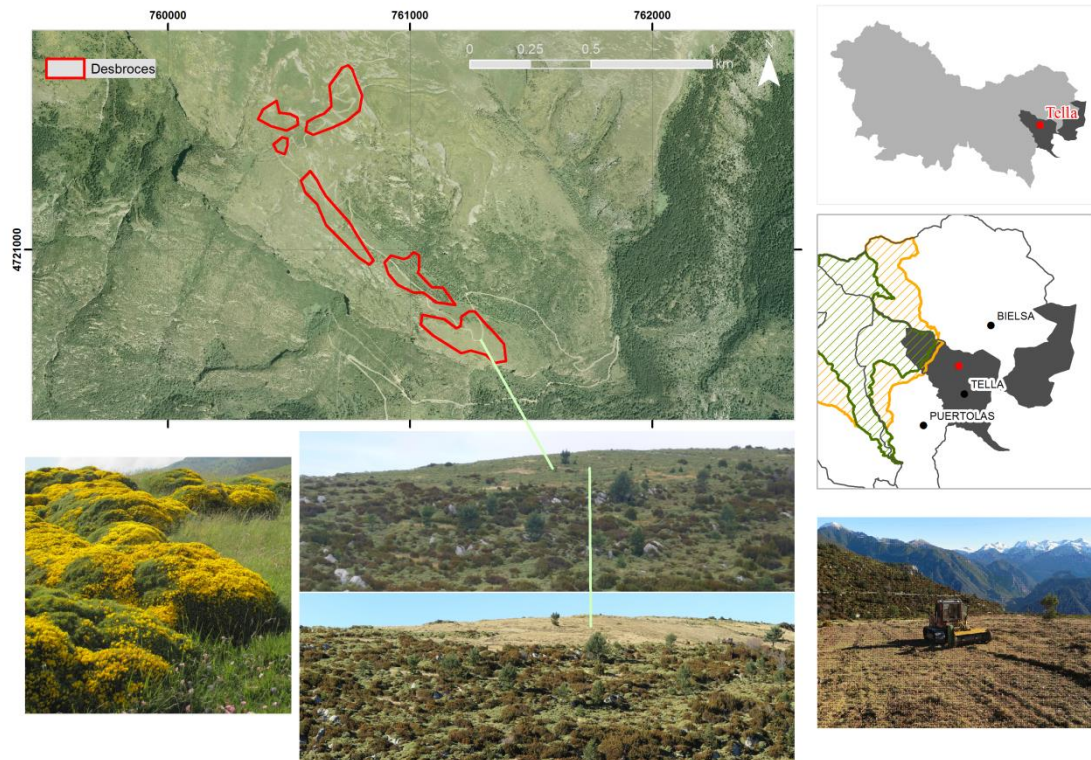 760000
761000
762000
0
0.25
0.5
1
km
N
Desbroces
4721000
Tella
BIELSA
TELLA
PUERTOLAS